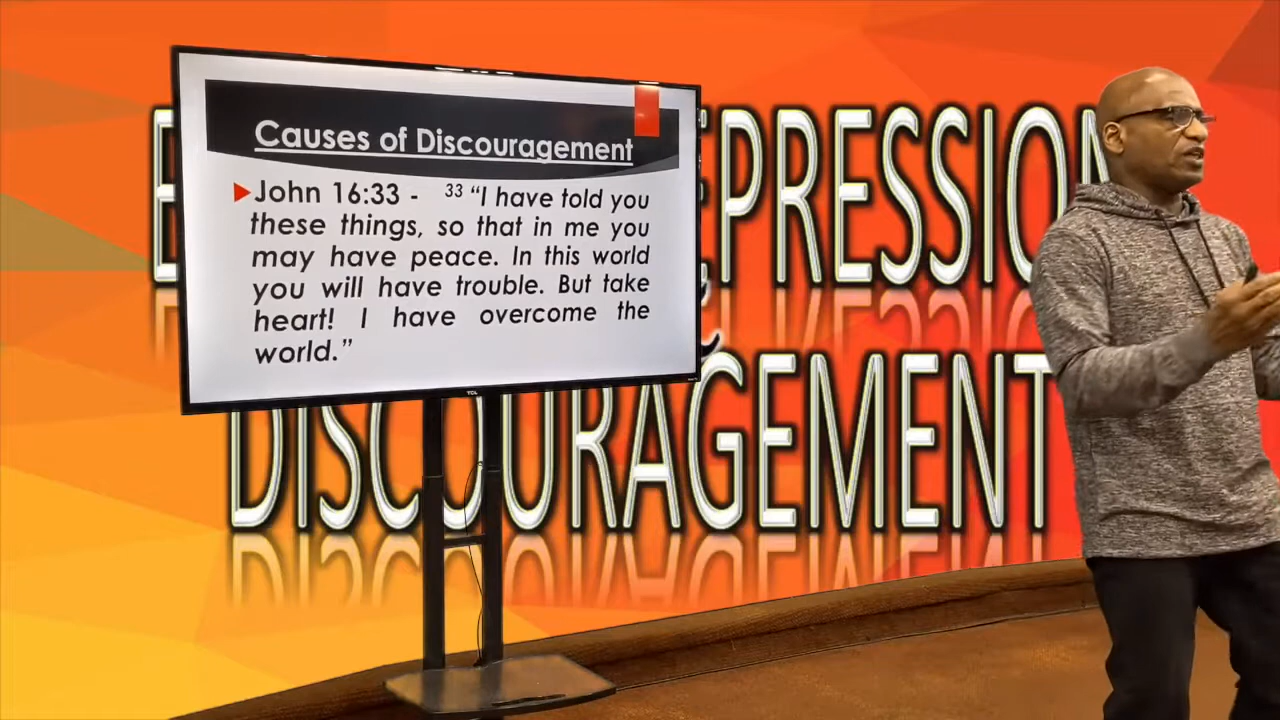 Causes of Discouragement
John 16:33 - 33 “I have told you
these things, so that in me you
may have peace. In this world
you will have trouble. But take
heart! I have overcome the
world.”
TCL
DISCOURAGEMENT